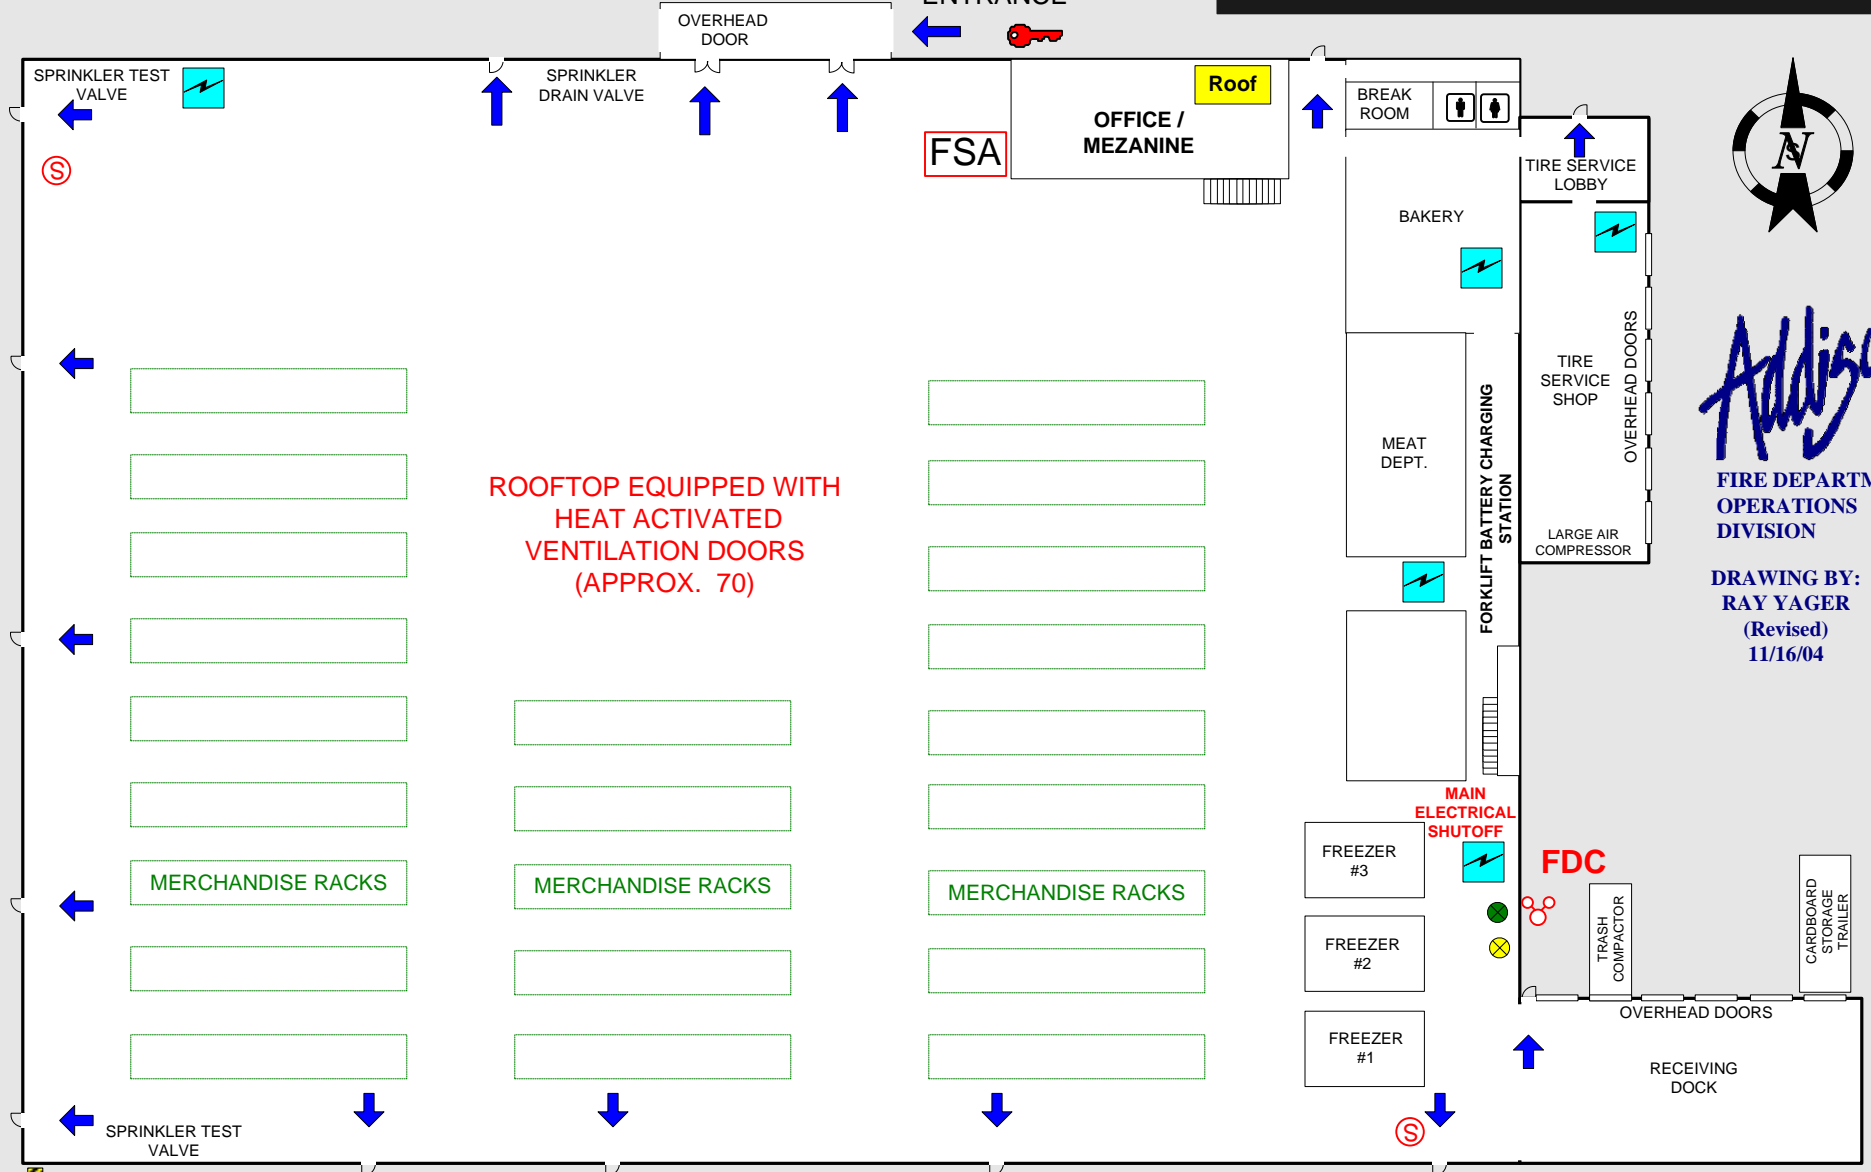 ENTRANCE
OVERHEAD
DOOR
SPRINKLER TEST
VALVE
SPRINKLER
DRAIN VALVE
Roof
OFFICE /
MEZANINE
FSA
BREAK
ROOM
TIRE SERVICE
LOBBY
N
S
S
BAKERY
TIRE
SERVICE
SHOP
OVERHEAD DOORS
LARGE AIR
COMPRESSOR
MEAT
DEPT.
FORKLIFT BATTERY CHARGING
STATION
ROOFTOP EQUIPPED WITH
HEAT ACTIVATED
VENTILATION DOORS
(APPROX. 70)
FIRE DEPARTM
OPERATIONS
DIVISION
DRAWING BY:
RAY YAGER
(Revised)
11/16/04
MAIN
ELECTRICAL
SHUTOFF
FREEZER
#3
FREEZER
#2
FREEZER
#1
FDC
TRASH
COMPACTOR
CARDBOARD
STORAGE
TRAILER
MERCHANDISE RACKS
MERCHANDISE RACKS
MERCHANDISE RACKS
OVERHEAD DOORS
RECEIVING
DOCK
S
SPRINKLER TEST
VALVE